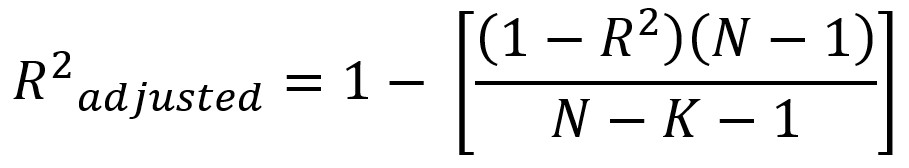 R²adjusted = 1 − [(1 − R²)(N − 1) / N − K − 1]